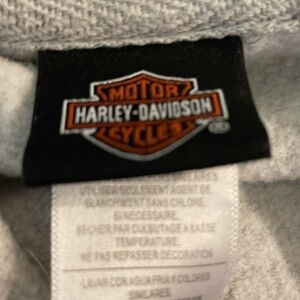 MOTOR
HARLEY-DAVIDSON
CYCLES
®
SIMILAIRES
UTILISER SEULEMENT AGENT DE
BLANCHIMENT SANS CHLORE,
SI NECESSAIRE.
SECHER PAR CULBUTAGE A BASSE
TEMPERATURE.
NE PAS REPASSER DECORATION
LAVAR CON AGUA FRIA Y COLORES
SIMILARES.